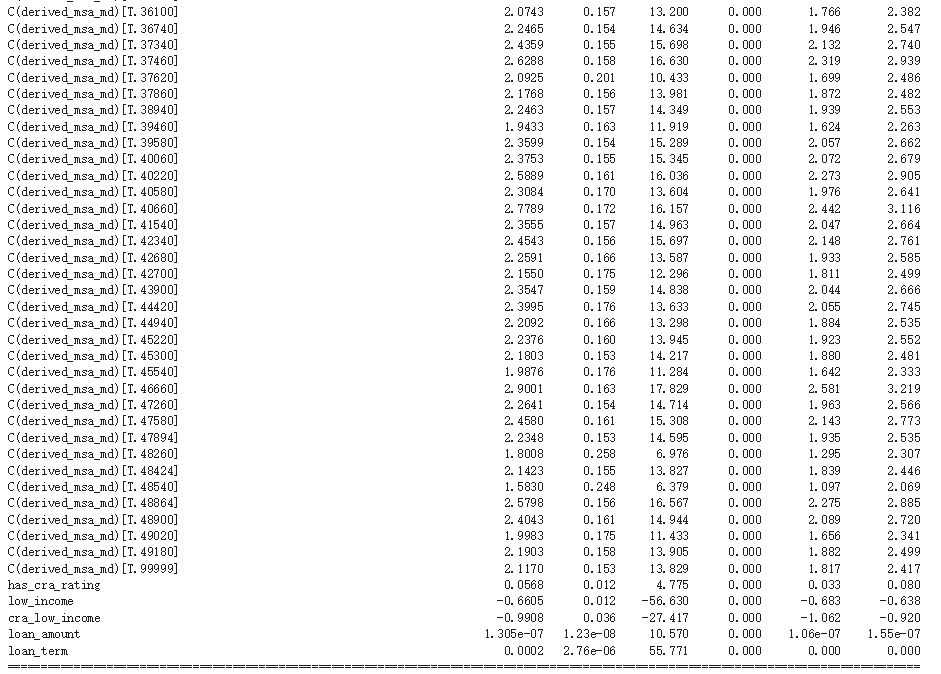 C(derived_msa_md)[T.36100] 2.0743 0.157 13.200 0.000 1.766 2.382
C(derived_msa_md)[T.36740] 2.2465 0.154 14.634 0.000 1.946 2.547
C(derived_msa_md)[T.37340] 2.4359 0.155 15.698 0.000 2.132 2.740
C(derived_msa_md)[T.37460] 2.6288 0.158 16.630 0.000 2.319 2.939
C(derived_msa_md)[T.37620] 2.0925 0.201 10.433 0.000 1.699 2.486
C(derived_msa_md)[T.37860] 2.1768 0.156 13.981 0.000 1.872 2.482
C(derived_msa_md)[T.38940] 2.2463 0.157 14.349 0.000 1.939 2.553
C(derived_msa_md)[T.39460] 1.9433 0.163 11.919 0.000 1.624 2.263
C(derived_msa_md)[T.39580] 2.3599 0.154 15.289 0.000 2.057 2.662
C(derived_msa_md)[T.40060] 2.3753 0.155 15.345 0.000 2.072 2.679
C(derived_msa_md)[T.40220] 2.5889 0.161 16.036 0.000 2.273 2.905
C(derived_msa_md)[T.40580] 2.3084 0.170 13.604 0.000 1.976 2.641
C(derived_msa_md)[T.40660] 2.7789 0.172 16.157 0.000 2.442 3.116
C(derived_msa_md)[T.41540] 2.3555 0.157 14.963 0.000 2.047 2.664
C(derived_msa_md)[T.42340] 2.4543 0.156 15.697 0.000 2.148 2.761
C(derived_msa_md)[T.42680] 2.2591 0.166 13.587 0.000 1.933 2.585
C(derived_msa_md)[T.42700] 2.1550 0.175 12.296 0.000 1.811 2.499
C(derived_msa_md)[T.43900] 2.3547 0.159 14.838 0.000 2.044 2.666
C(derived_msa_md)[T.44420] 2.3995 0.176 13.633 0.000 2.055 2.745
C(derived_msa_md)[T.44940] 2.2092 0.166 13.298 0.000 1.884 2.535
C(derived_msa_md)[T.45220] 2.2376 0.160 13.945 0.000 1.923 2.552
C(derived_msa_md)[T.45300] 2.1803 0.153 14.217 0.000 1.880 2.481
C(derived_msa_md)[T.45540] 1.9876 0.176 11.284 0.000 1.642 2.333
C(derived_msa_md)[T.46660] 2.9001 0.163 17.829 0.000 2.581 3.219
C(derived_msa_md)[T.47260] 2.2641 0.154 14.714 0.000 1.963 2.566
C(derived_msa_md)[T.47580] 2.4580 0.161 15.308 0.000 2.143 2.773
C(derived_msa_md)[T.47894] 2.2348 0.153 14.595 0.000 1.935 2.535
C(derived_msa_md)[T.48260] 1.8008 0.258 6.976 0.000 1.295 2.307
C(derived_msa_md)[T.48424] 2.1423 0.155 13.827 0.000 1.839 2.446
C(derived_msa_md)[T.48540] 1.5830 0.248 6.379 0.000 1.097 2.069
C(derived_msa_md)[T.48864] 2.5798 0.156 16.567 0.000 2.275 2.885
C(derived_msa_md)[T.48900] 2.4043 0.161 14.944 0.000 2.089 2.720
C(derived_msa_md)[T.49020] 1.9983 0.175 11.433 0.000 1.656 2.341
C(derived_msa_md)[T.49180] 2.1903 0.158 13.905 0.000 1.882 2.499
C(derived_msa_md)[T.99999] 2.1170 0.153 13.829 0.000 1.817 2.417
has_cra_rating 0.0568 0.012 4.775 0.000 0.033 0.080
low_income -0.6605 0.012 -56.630 0.000 -0.683 -0.638
cra_low_income -0.9908 0.036 -27.417 0.000 -1.062 -0.920
loan_amount 1.305e-07 1.23e-08 10.570 0.000 1.06e-07 1.55e-07
loan_term 0.0002 2.76e-06 55.771 0.000 0.000 0.000